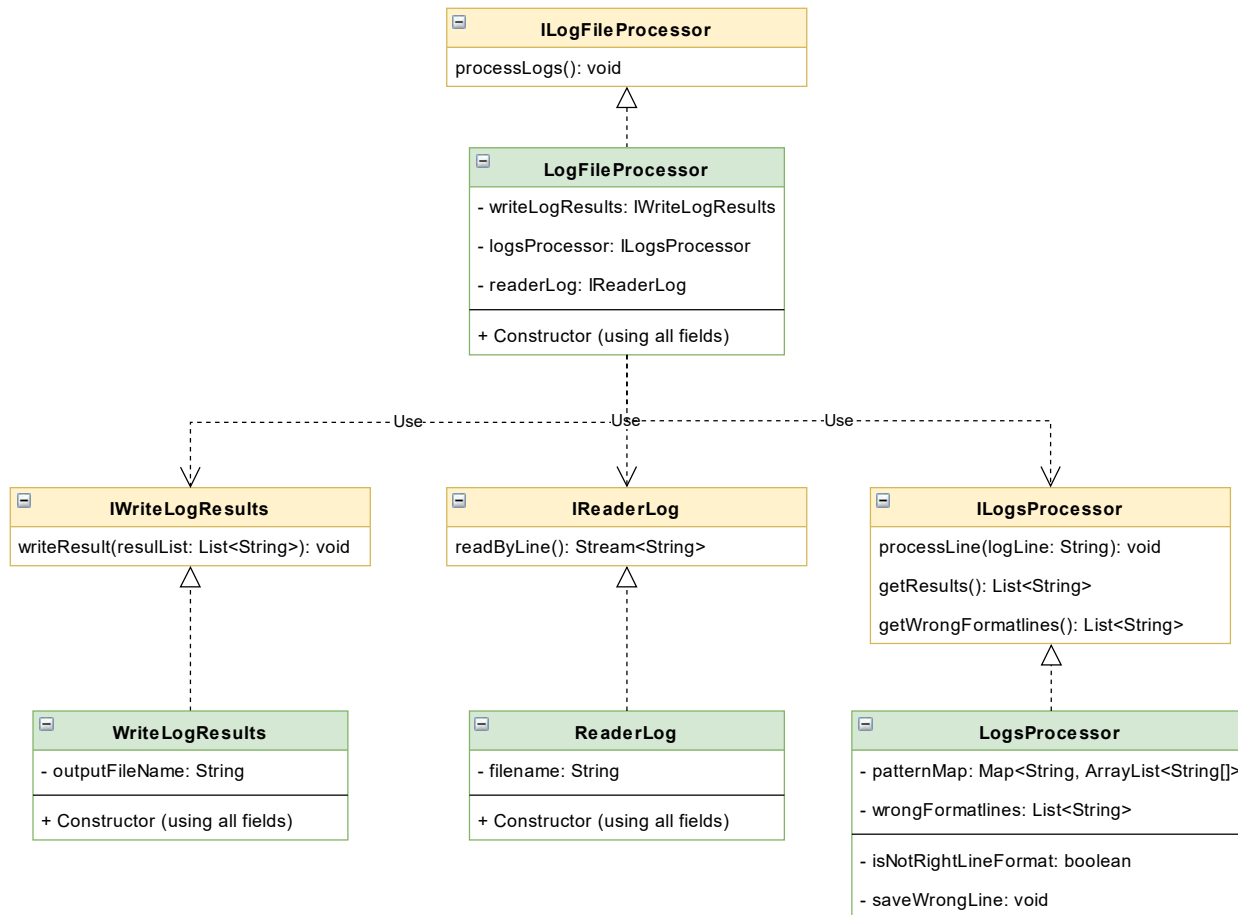 ILogFileProcessor
processLogs(): void
LogFileProcessor
- writeLogResults: IWriteLogResults
- logsProcessor: ILogsProcessor
- readerLog: IReaderLog
+ Constructor (using all fields)
Use
Use
Use
IWriteLogResults
writeResult(resulList: List<String>): void
IReaderLog
readByLine(): Stream<String>
ILogsProcessor
processLine(logLine: String): void
getResults(): List<String>
getWrongFormatlines(): List<String>
WriteLogResults
- outputFileName: String
+ Constructor (using all fields)
ReaderLog
- filename: String
+ Constructor (using all fields)
LogsProcessor
- patternMap: Map<String, ArrayList<String[]>
- wrongFormatlines: List<String>
- isNotRightLineFormat: boolean
- saveWrongLine: void